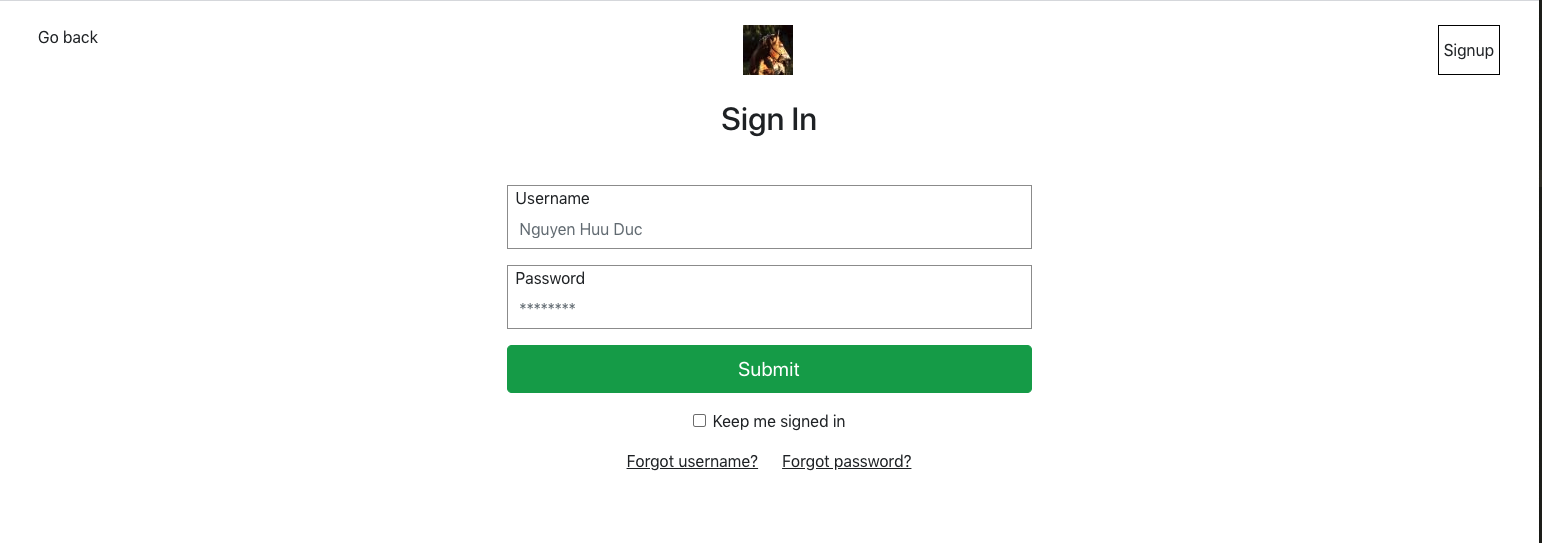 Go back
Signup
Sign In
Username
Nguyen Huu Duc
Password
********
Submit
Keep me signed in
Forgot username? Forgot password?